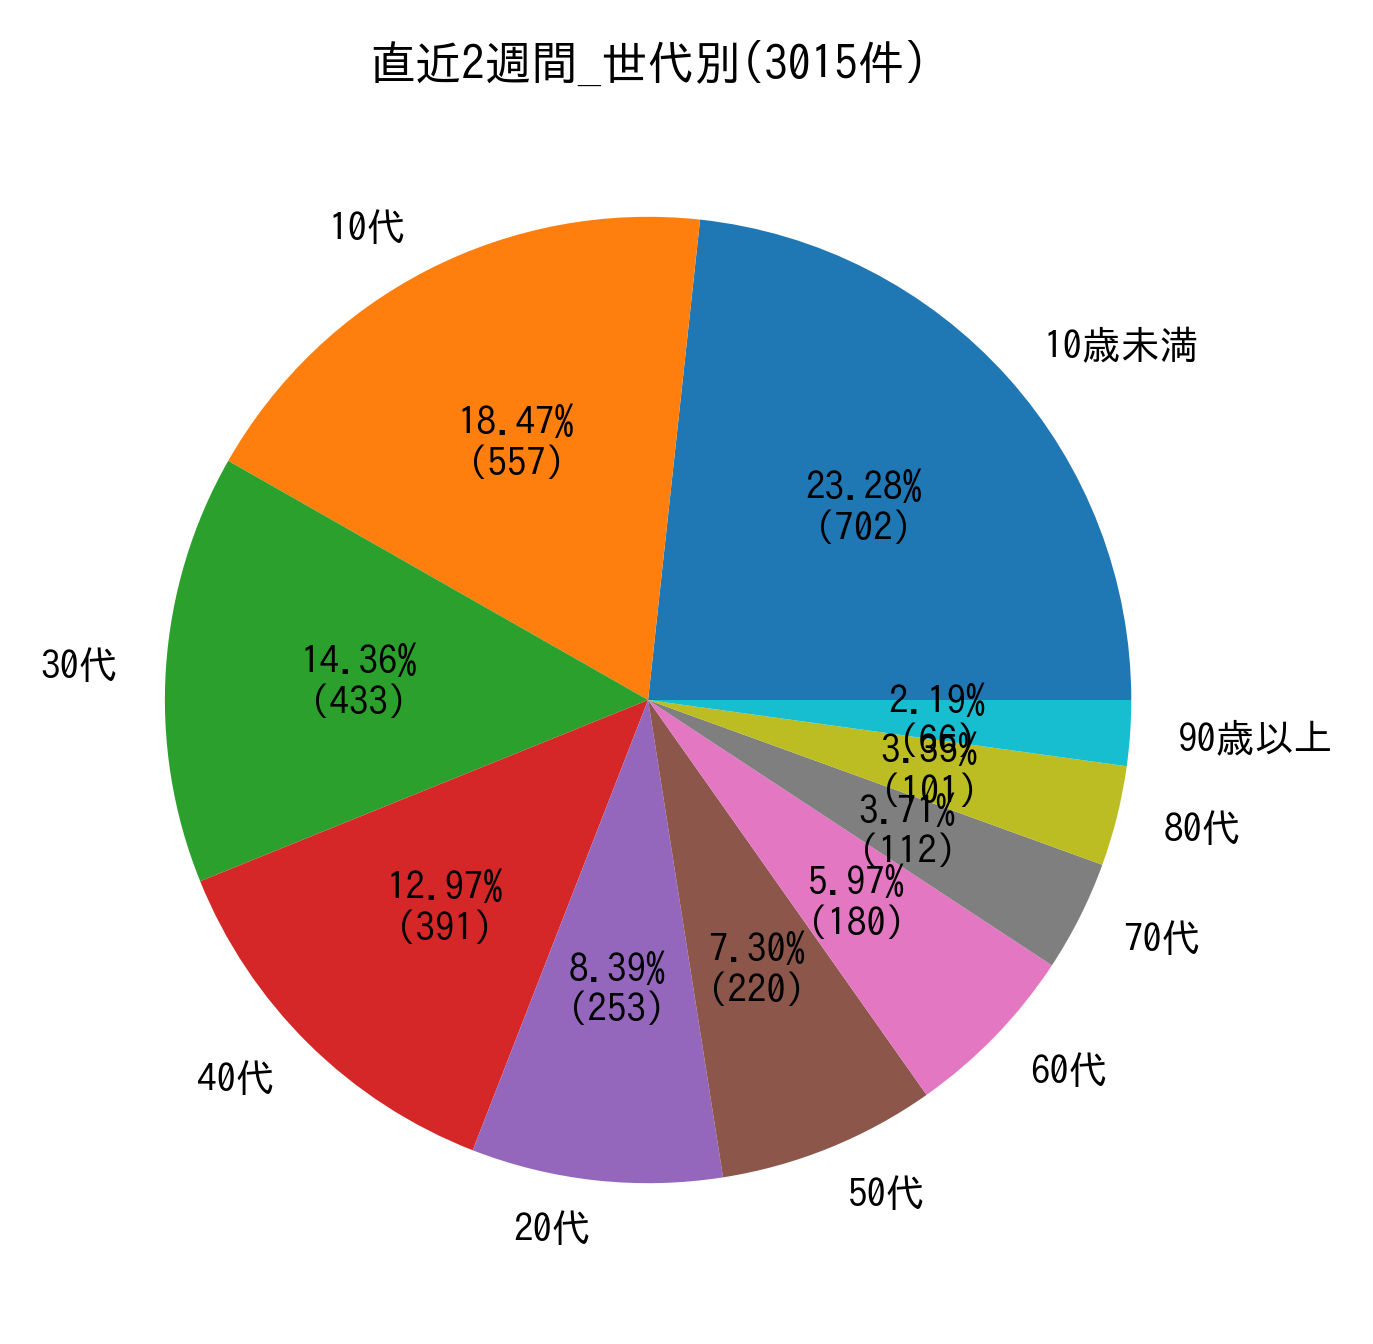 直近2週間_世代別(3015件)
10歳未満
23.28%
(702)
10代
18.47%
(557)
30代
14.36%
(433)
40代
12.97%
(391)
20代
8.39%
(253)
50代
7.30%
(220)
60代
5.97%
(180)
70代
3.71%
(112)
80代
3.35%
(101)
90歳以上
2.19%
(66)